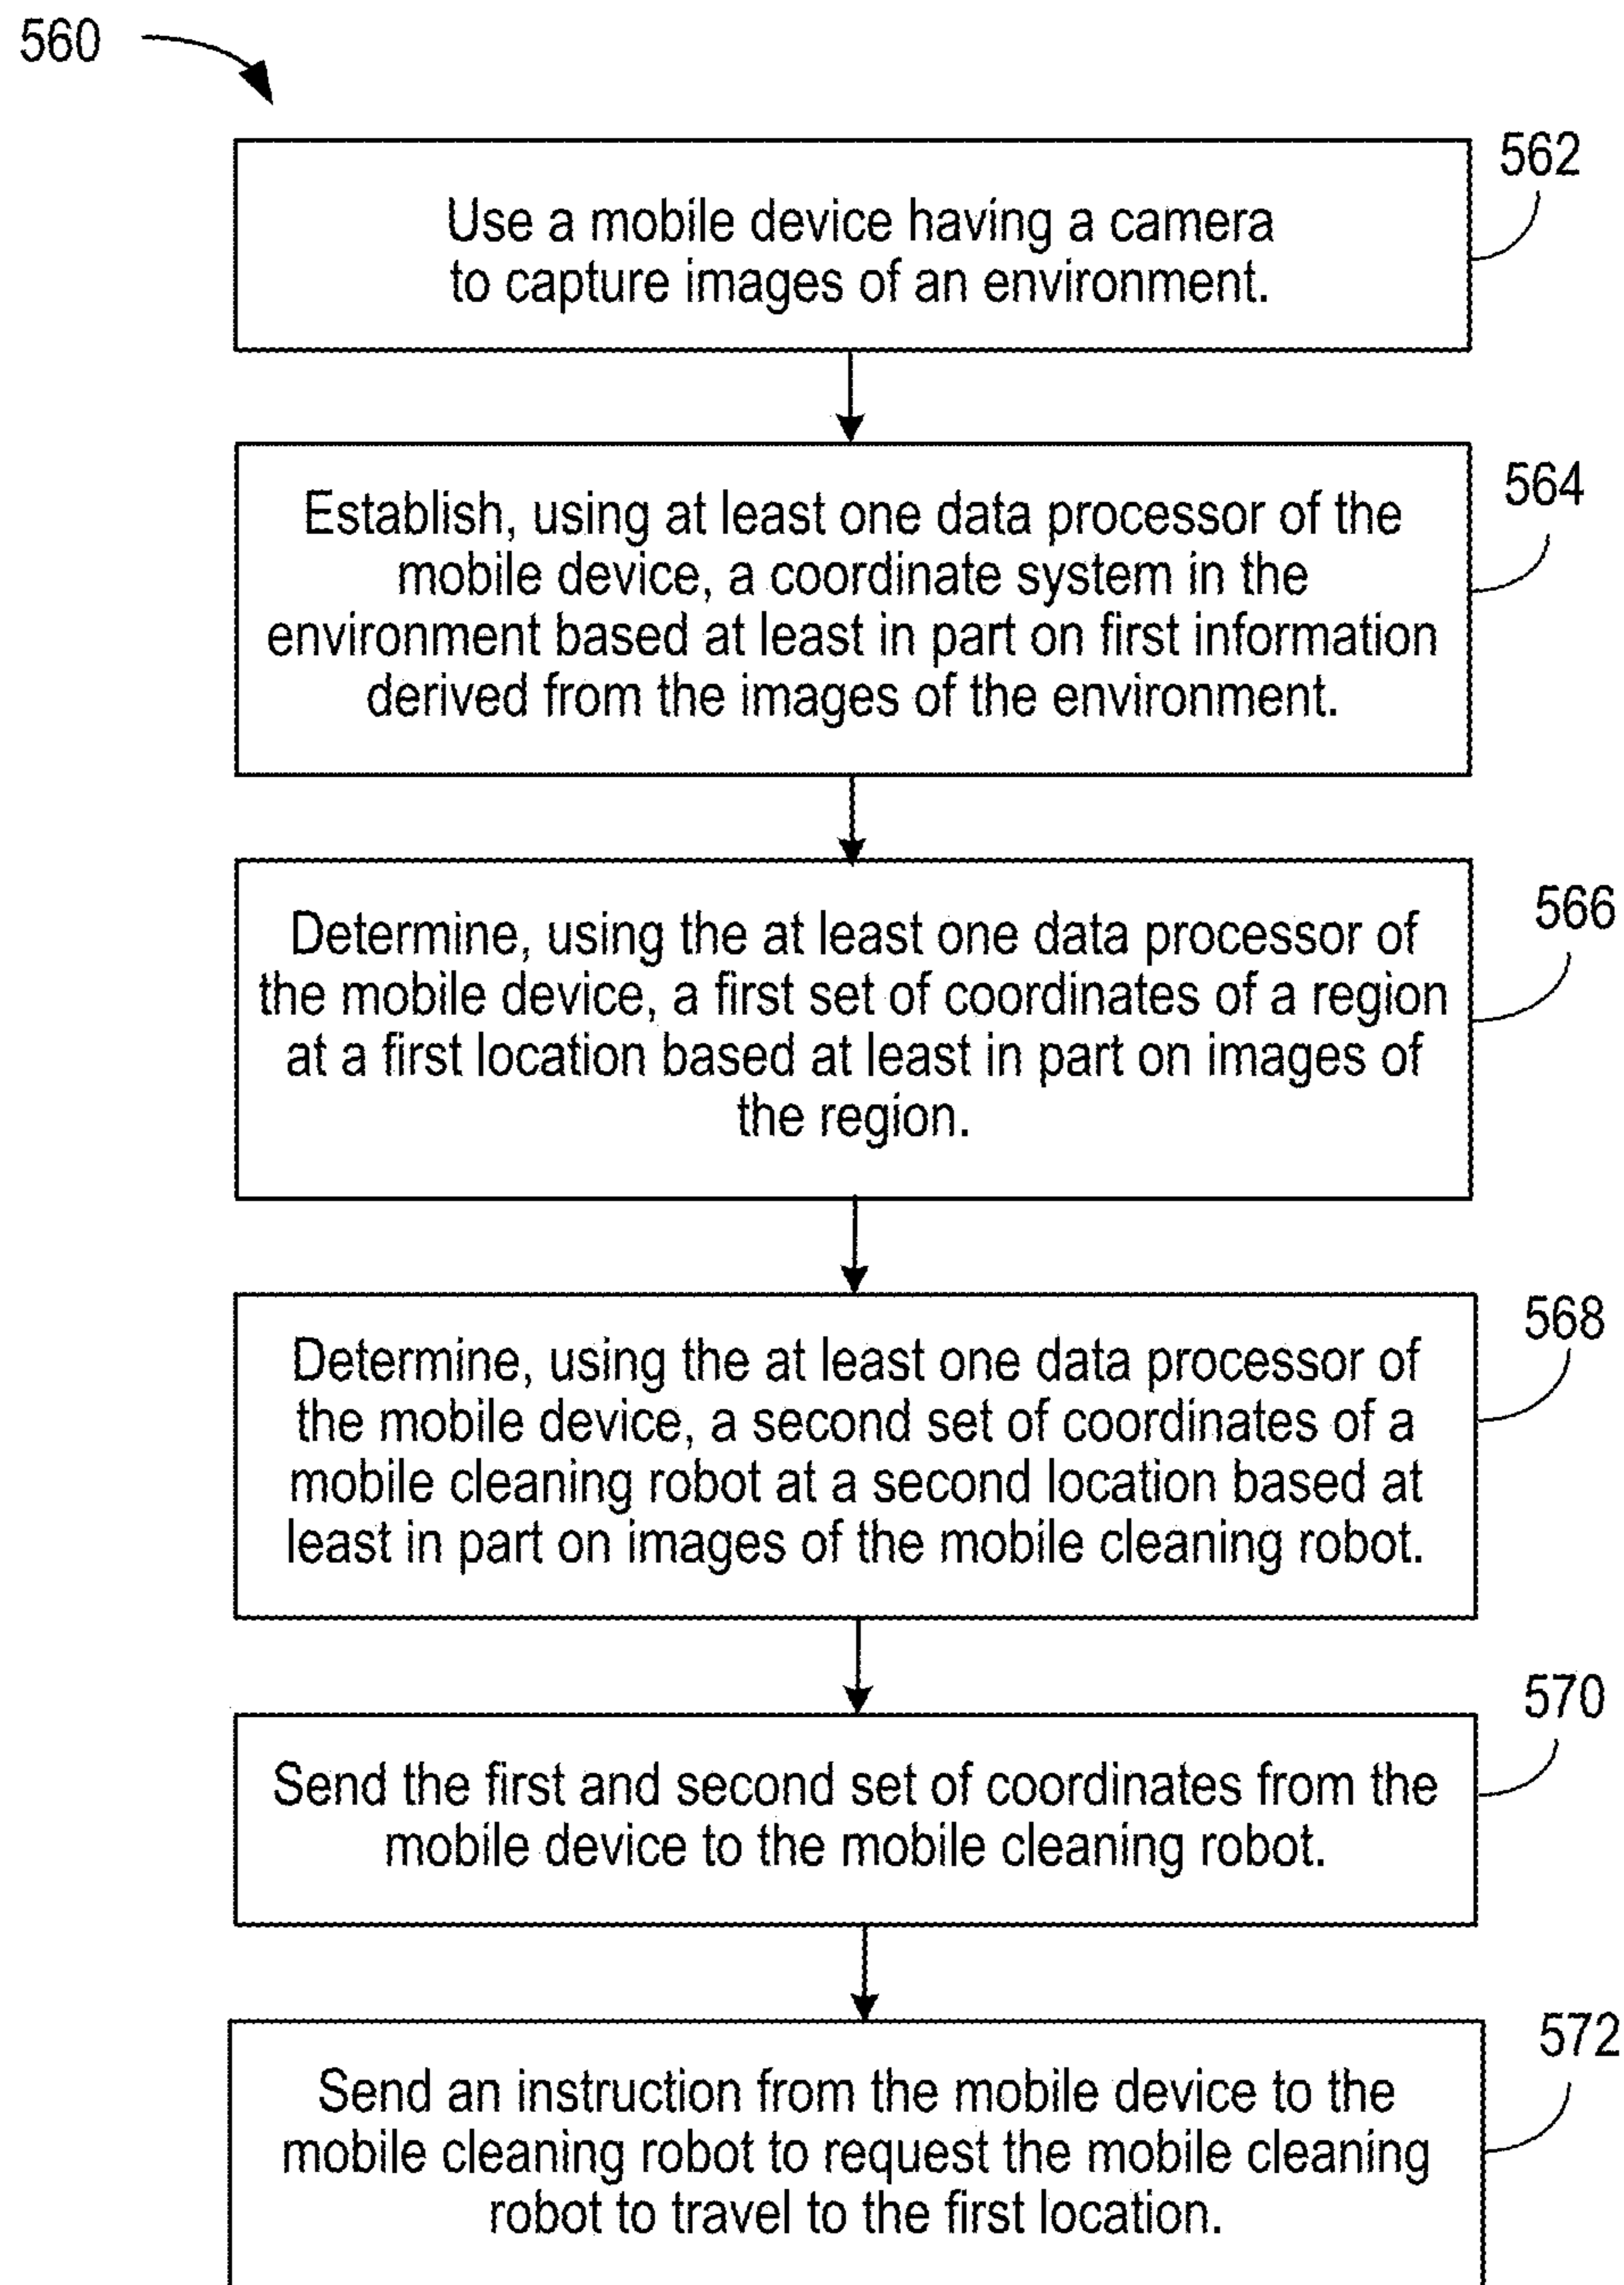 560
562
Use a mobile device having a camera
to capture images of an environment.
564
Establish, using at least one data processor of the
mobile device, a coordinate system in the
environment based at least in part on first information
derived from the images of the environment.
566
Determine, using the at least one data processor of
the mobile device, a first set of coordinates of a region
at a first location based at least in part on images of
the region.
568
Determine, using the at least one data processor of
the mobile device, a second set of coordinates of a
mobile cleaning robot at a second location based at
least in part on images of the mobile cleaning robot.
570
Send the first and second set of coordinates from the
mobile device to the mobile cleaning robot.
572
Send an instruction from the mobile device to the
mobile cleaning robot to request the mobile cleaning
robot to travel to the first location.